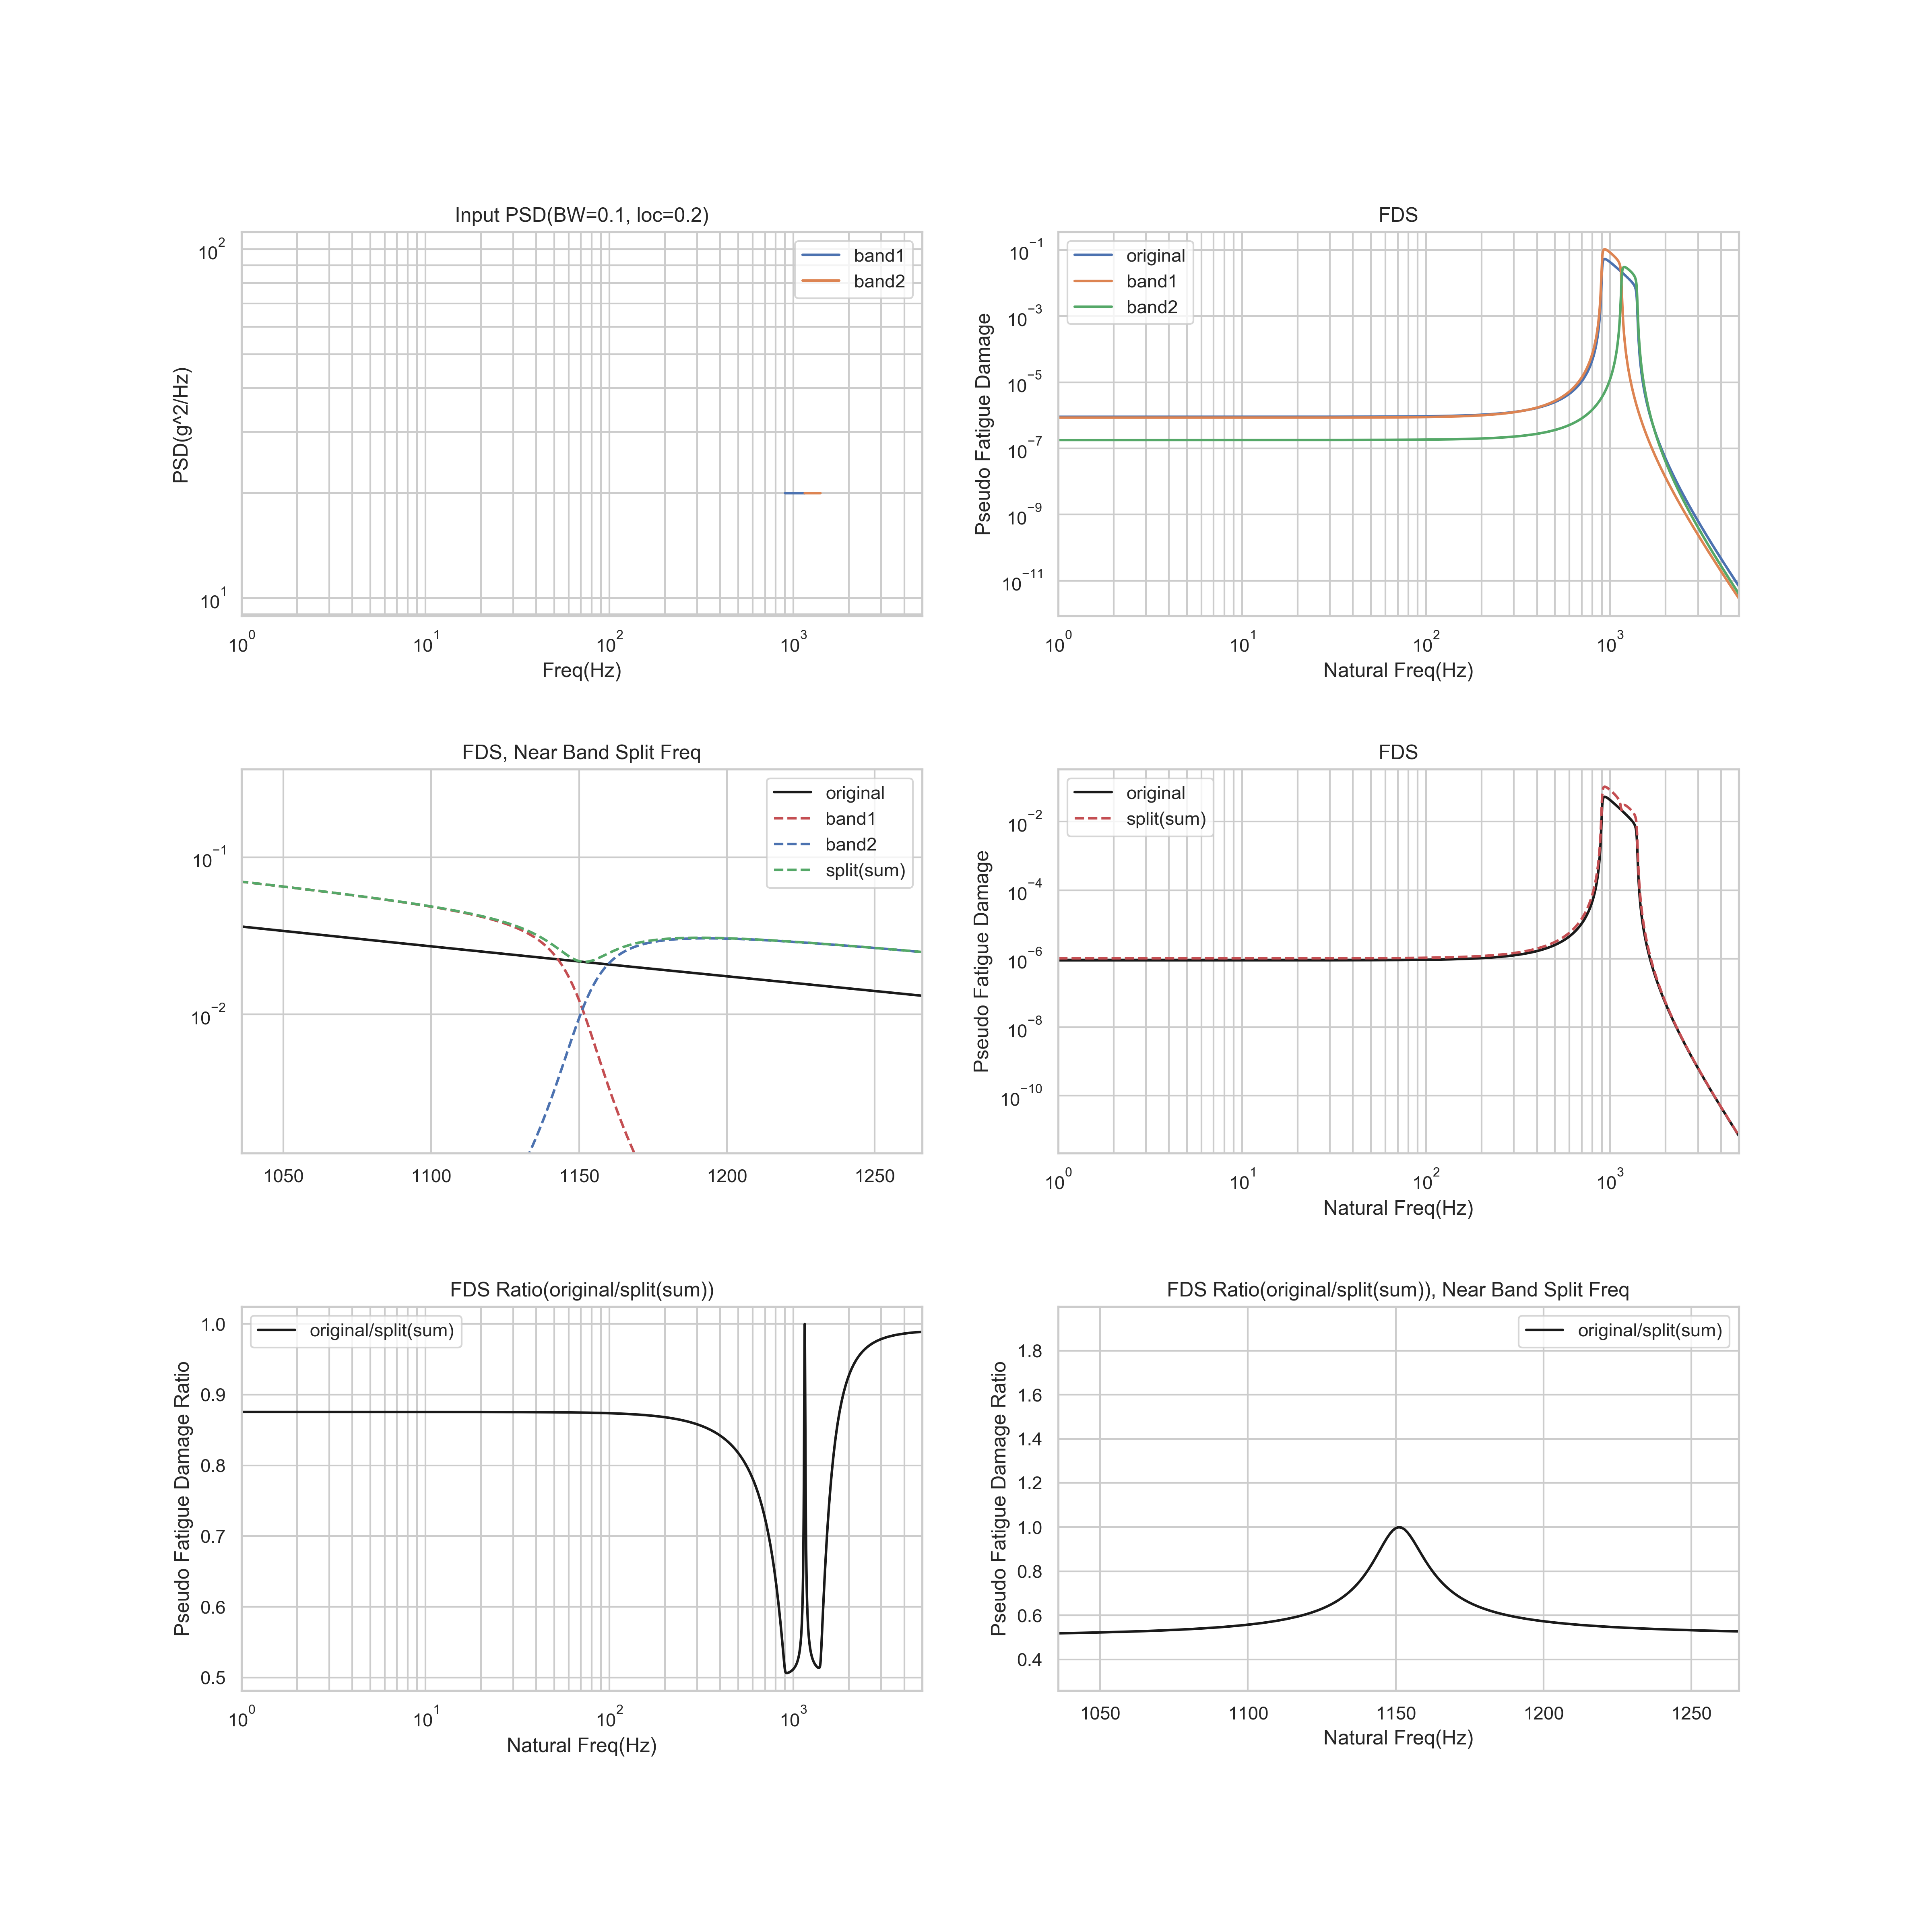 Input PSD(BW=0.1, loc=0.2)
band1
band2
10^2
10^1
PSD(g^2/Hz)
10^0 10^1 10^2 10^3
Freq(Hz)
FDS
original
band1
band2
10^-1
10^-3
10^-5
10^-7
10^-9
10^-11
Pseudo Fatigue Damage
10^0 10^1 10^2 10^3
Natural Freq(Hz)
FDS, Near Band Split Freq
original
band1
band2
split(sum)
10^-1
10^-2
1050 1100 1150 1200 1250
FDS
original
split(sum)
10^-2
10^-4
10^-6
10^-8
10^-10
Pseudo Fatigue Damage
10^0 10^1 10^2 10^3
Natural Freq(Hz)
FDS Ratio(original/split(sum))
original/split(sum)
1.0
0.9
0.8
0.7
0.6
0.5
Pseudo Fatigue Damage Ratio
10^0 10^1 10^2 10^3
Natural Freq(Hz)
FDS Ratio(original/split(sum)), Near Band Split Freq
original/split(sum)
1.8
1.6
1.4
1.2
1.0
0.8
0.6
0.4
Pseudo Fatigue Damage Ratio
1050 1100 1150 1200 1250
Natural Freq(Hz)